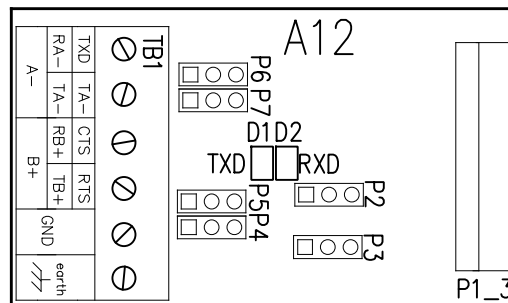 A12
TB1
TXD
RA-
A-
TA-
TA-
CTS
RB+
B+
RTS
TB+
GND
earth
P6
P7
D1 D2
TXD
RXD
P2
P5
P4
P3